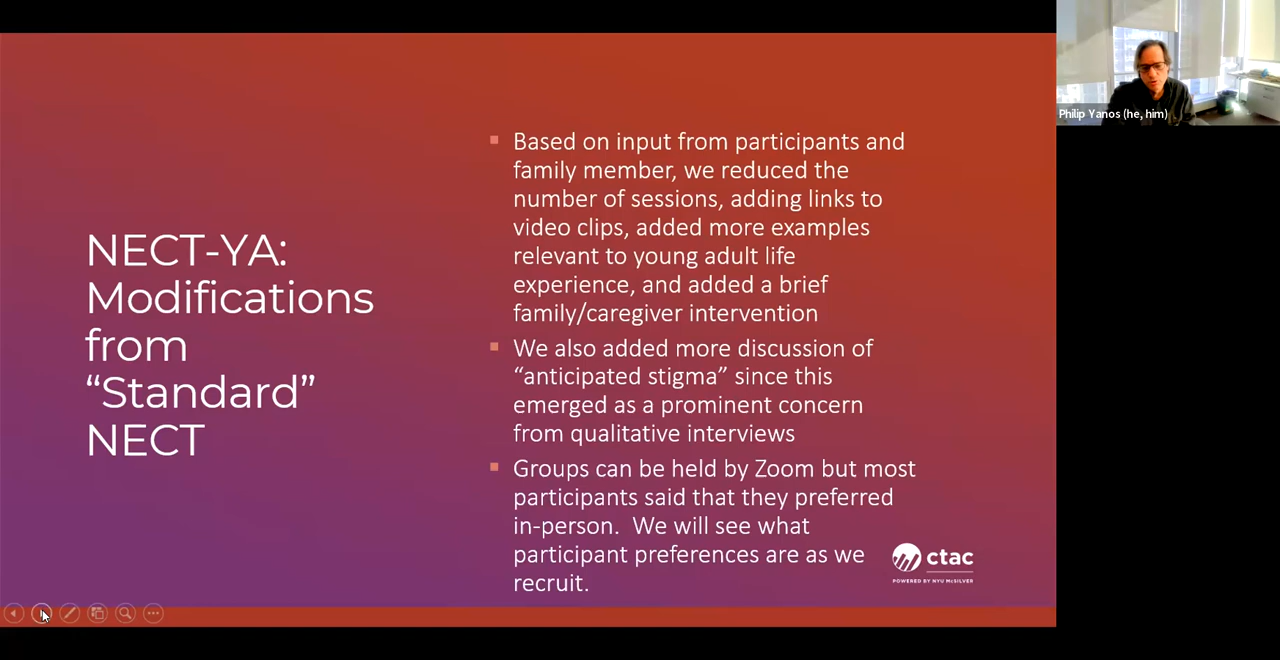 NECT-YA:
Modifications
from
“Standard”
NECT
Based on input from participants and
family member, we reduced the
number of sessions, adding links to
video clips, added more examples
relevant to young adult life
experience, and added a brief
family/caregiver intervention
We also added more discussion of
“anticipated stigma” since this
emerged as a prominent concern
from qualitative interviews
Groups can be held by Zoom but most
participants said that they preferred
in-person.  We will see what
participant preferences are as we
recruit.
ctac
POWERED BY NYU McSILVER
Philip Yanos (he, him)